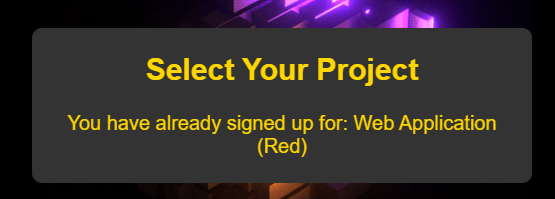 Select Your Project
You have already signed up for: Web Application
(Red)